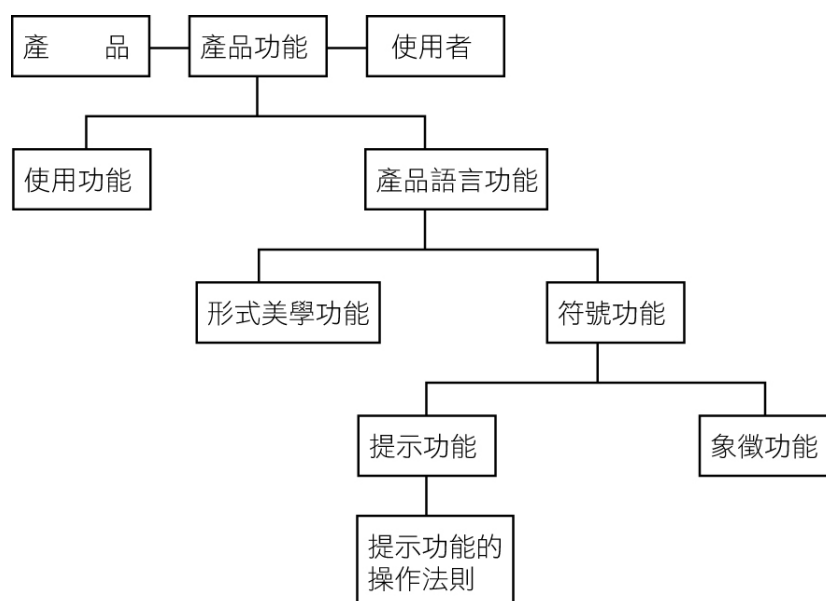 產 品
產品功能
使用者
使用功能
產品語言功能
形式美學功能
符號功能
提示功能
象徵功能
提示功能的
操作法則